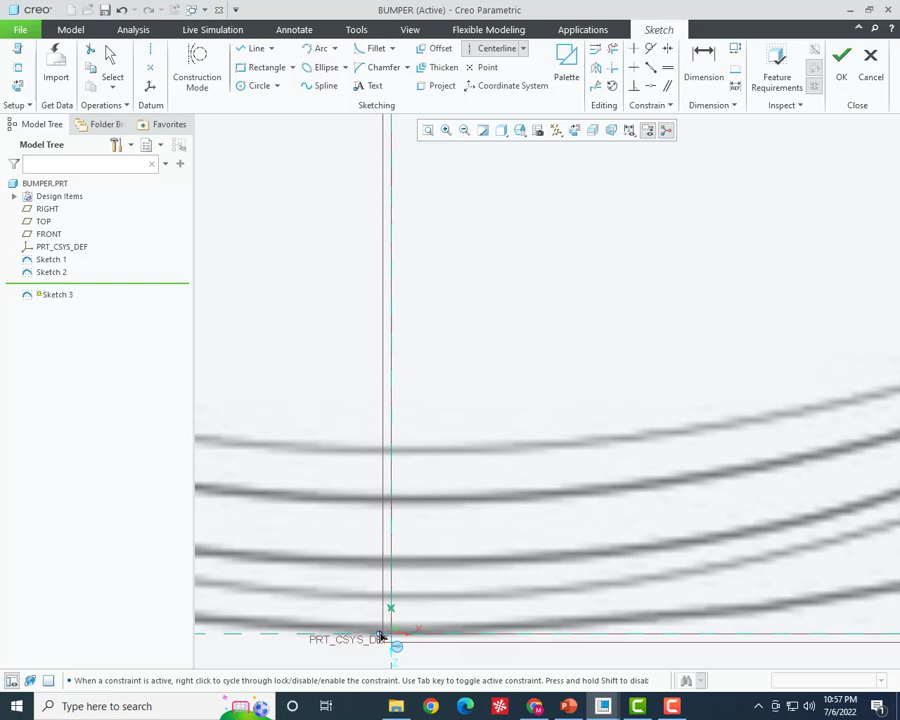 creo
BUMPER (Active) - Creo Parametric
File
Model
Analysis
Live Simulation
Annotate
Tools
View
Flexible Modeling
Applications
Sketch
Import
Select
Construction
Mode
Line
Arc
Fillet
Offset
Centerline
Rectangle
Ellipse
Chamfer
Thicken
Point
Circle
Spline
Text
Project
Coordinate System
Palette
Dimension
Feature
Requirements
OK
Cancel
Setup
Get Data
Operations
Datum
Sketching
Editing
Constrain
Dimension
Inspect
Close
Model Tree
Folder B
Favorites
Model Tree
BUMPER.PRT
Design Items
RIGHT
TOP
FRONT
PRT_CSYS_DEF
Sketch 1
Sketch 2
Sketch 3
X
PRT_CSYS_DE
Z
When a constraint is active, right click to cycle through lock/disable/enable the constraint. Use Tab key to toggle active constraint. Press and hold Shift to disab
Type here to search
10:57 PM
7/6/2022